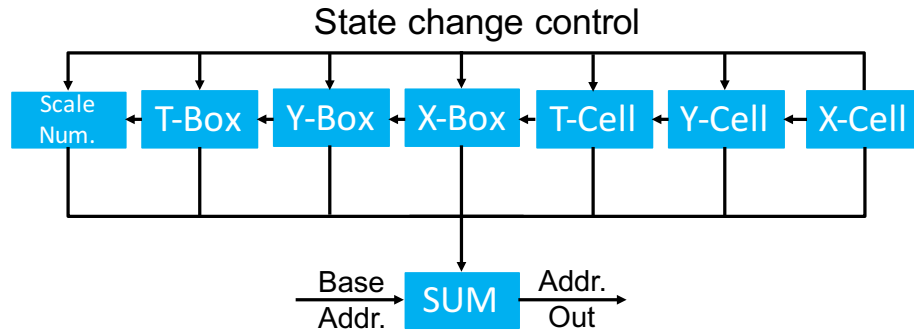 State change control
Scale
Num.
T-Box
Y-Box
X-Box
T-Cell
Y-Cell
X-Cell
Base
Addr.
SUM
Addr.
Out